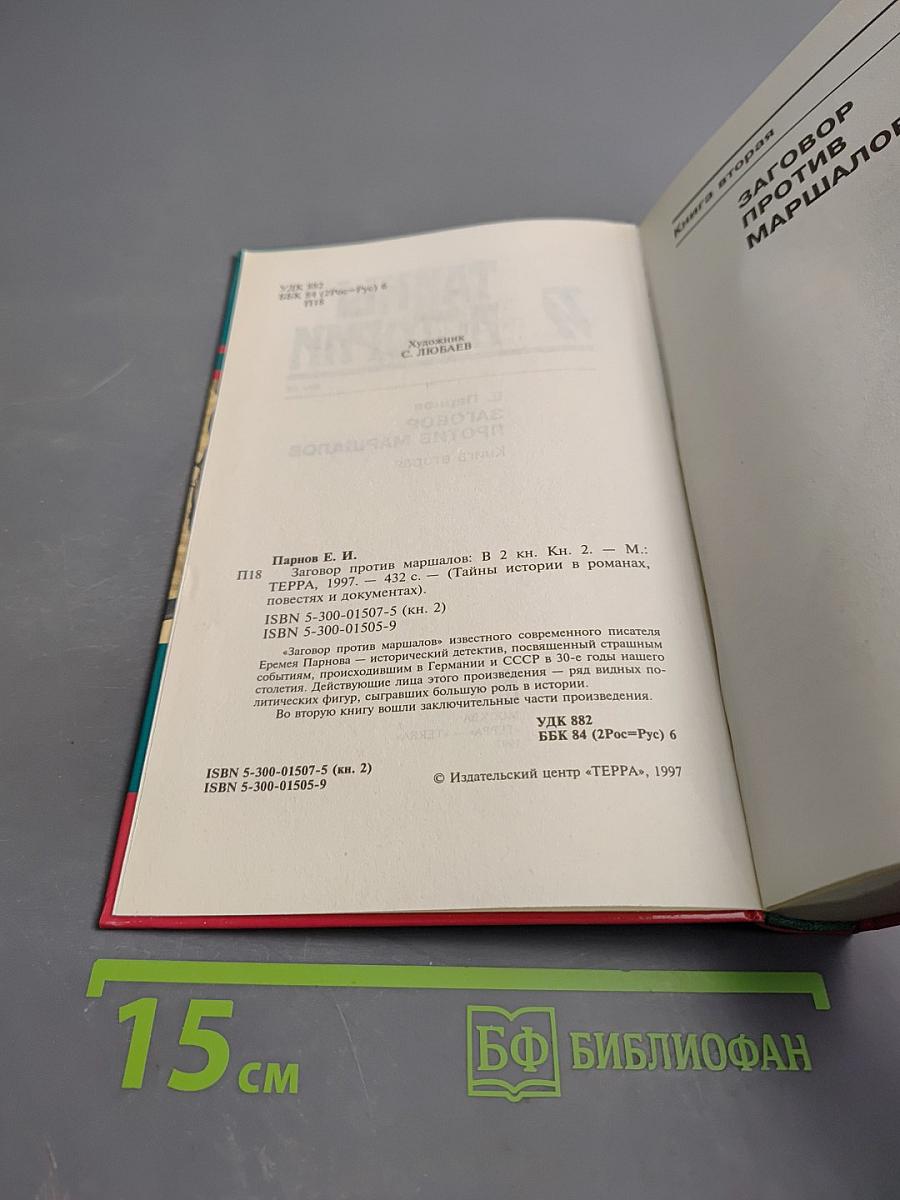 УДК 882
ББК 84 (2Рос=Рус) 6
П18
Художник
С. ЛЮБАЕВ
Парнов Е. И.
П18 Заговор против маршалов: В 2 кн. Кн. 2. — М.:
ТЕРРА, 1997. — 432 с. — (Тайны истории в романах,
повестях и документах).
ISBN 5-300-01507-5 (кн. 2)
ISBN 5-300-01505-9
«Заговор против маршалов» известного современного писателя
Еремея Парнова — исторический детектив, посвященный страшным
событиям, происходившим в Германии и СССР в 30-е годы нашего
столетия. Действующие лица этого произведения — ряд видных по-
литических фигур, сыгравших большую роль в истории.
Во вторую книгу вошли заключительные части произведения.
УДК 882
ББК 84 (2Рос=Рус) 6
ISBN 5-300-01507-5 (кн. 2)
ISBN 5-300-01505-9
© Издательский центр «ТЕРРА», 1997
Книга вторая
ЗАГОВОР
ПРОТИВ
МАРШАЛОВ
15 см
БФ БИБЛИОФАН